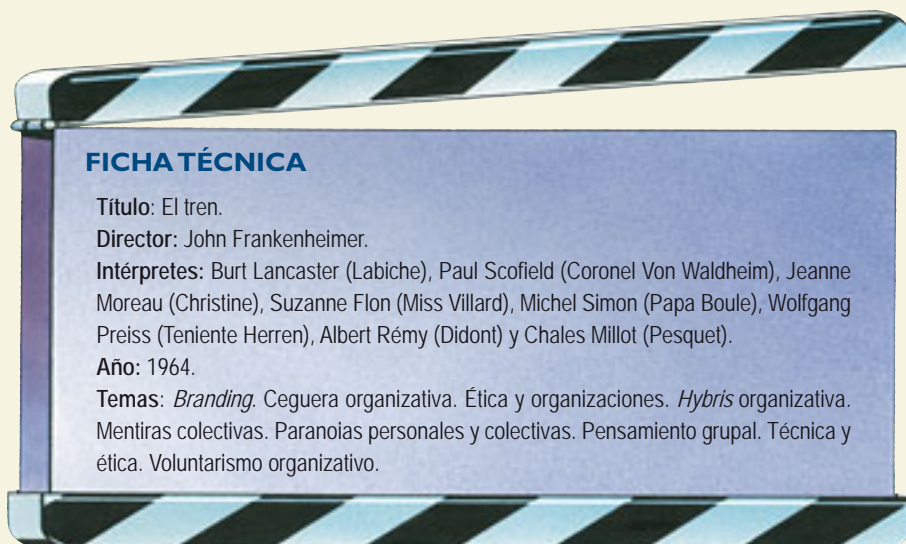 FICHA TÉCNICA
Título: El tren.
Director: John Frankenheimer.
Intérpretes: Burt Lancaster (Labiche), Paul Scofield (Coronel Von Waldheim), Jeanne
Moreau (Christine), Suzanne Flon (Miss Villard), Michel Simon (Papa Boule), Wolfgang
Preiss (Teniente Herren), Albert Rémy (Didont) y Chales Millot (Pesquet).
Año: 1964.
Temas: Branding. Ceguera organizativa. Ética y organizaciones. Hybris organizativa.
Mentiras colectivas. Paranoias personales y colectivas. Pensamiento grupal. Técnica y
ética. Voluntarismo organizativo.